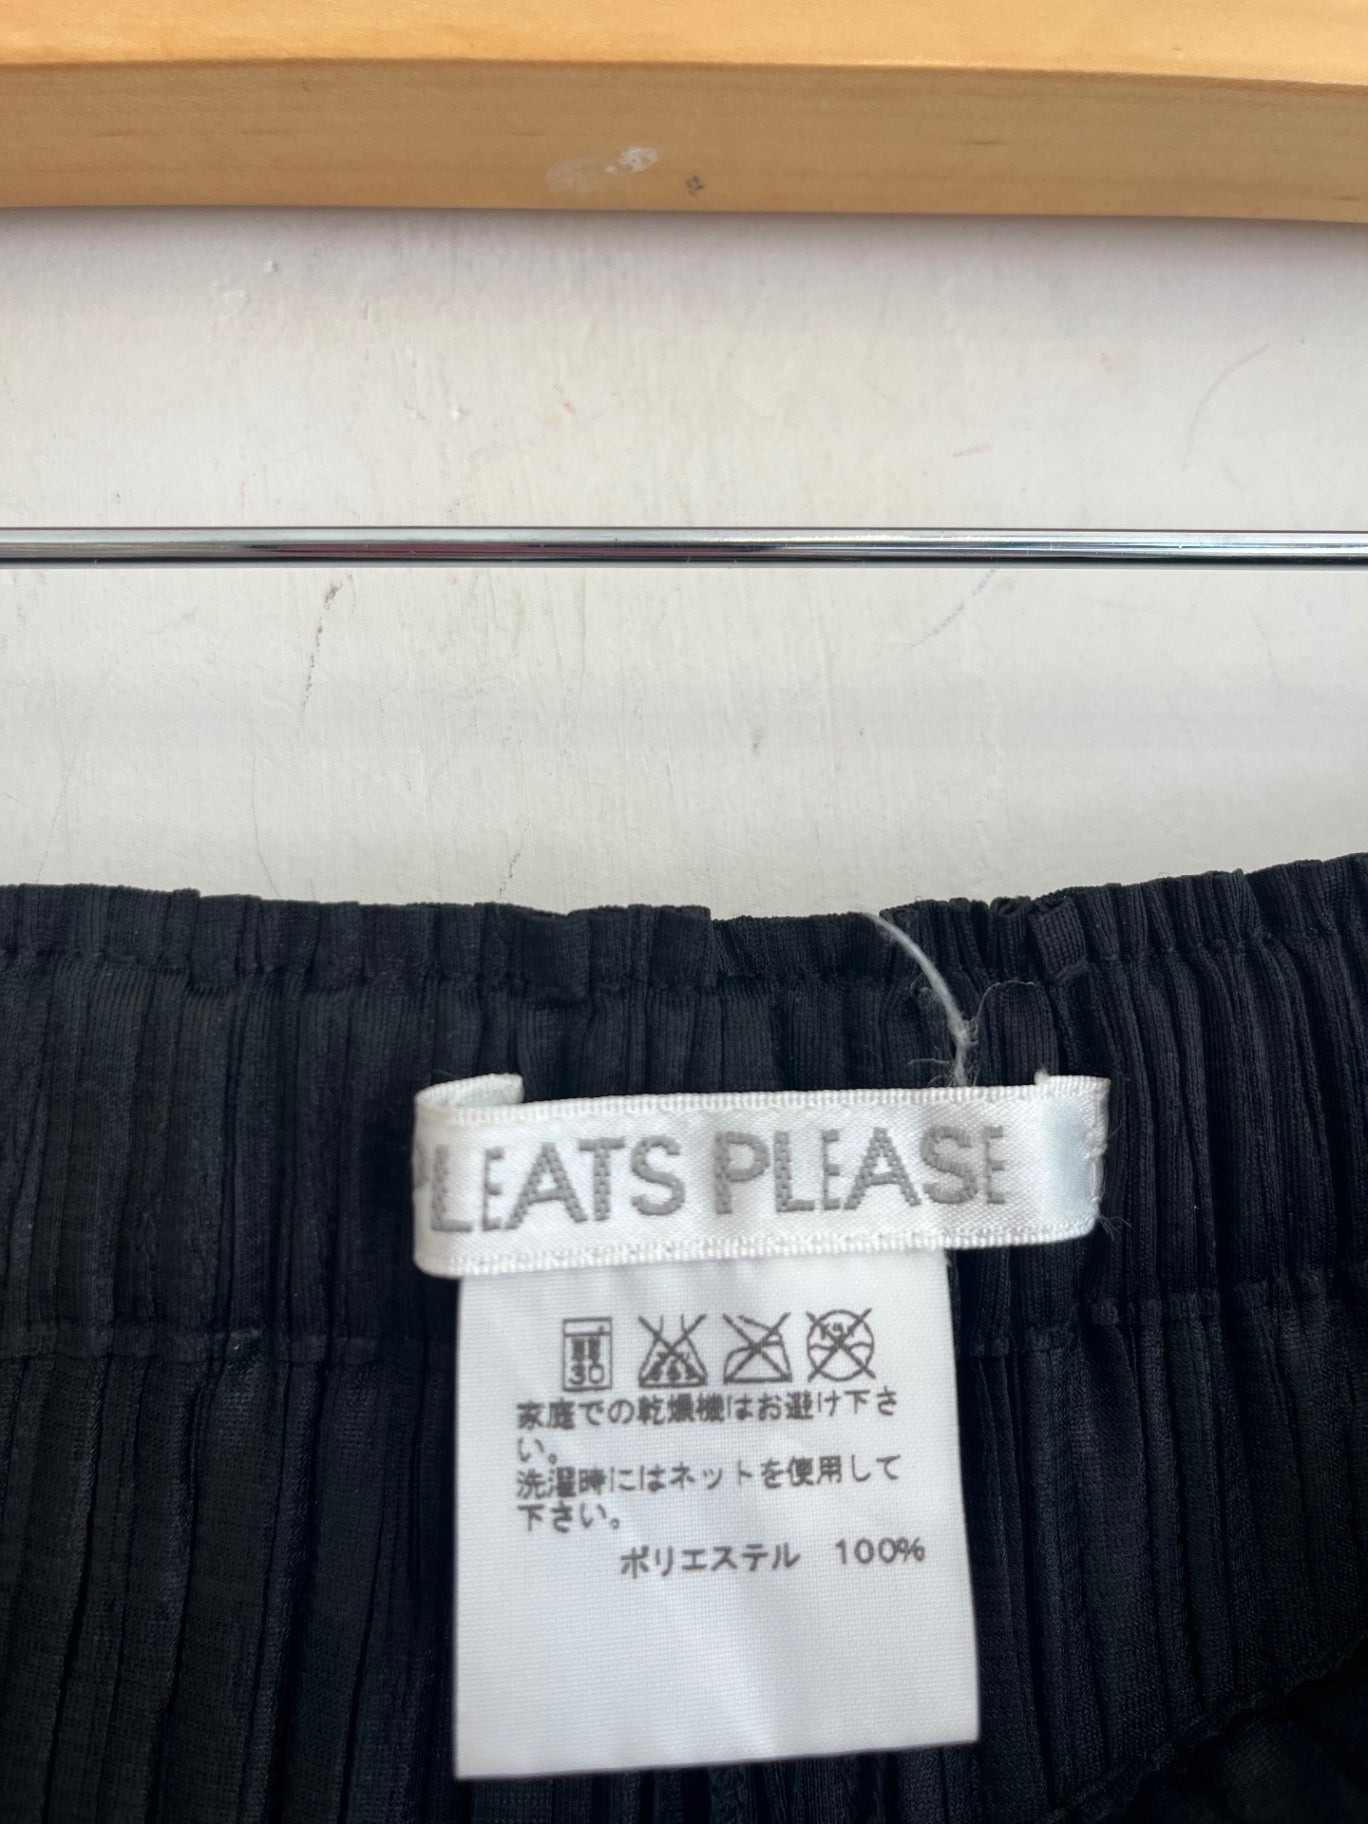 PLEATS PLEASE
30
家庭での乾燥機はお避け下さ
い。
洗濯時にはネットを使用して
下さい。
ポリエステル 100%